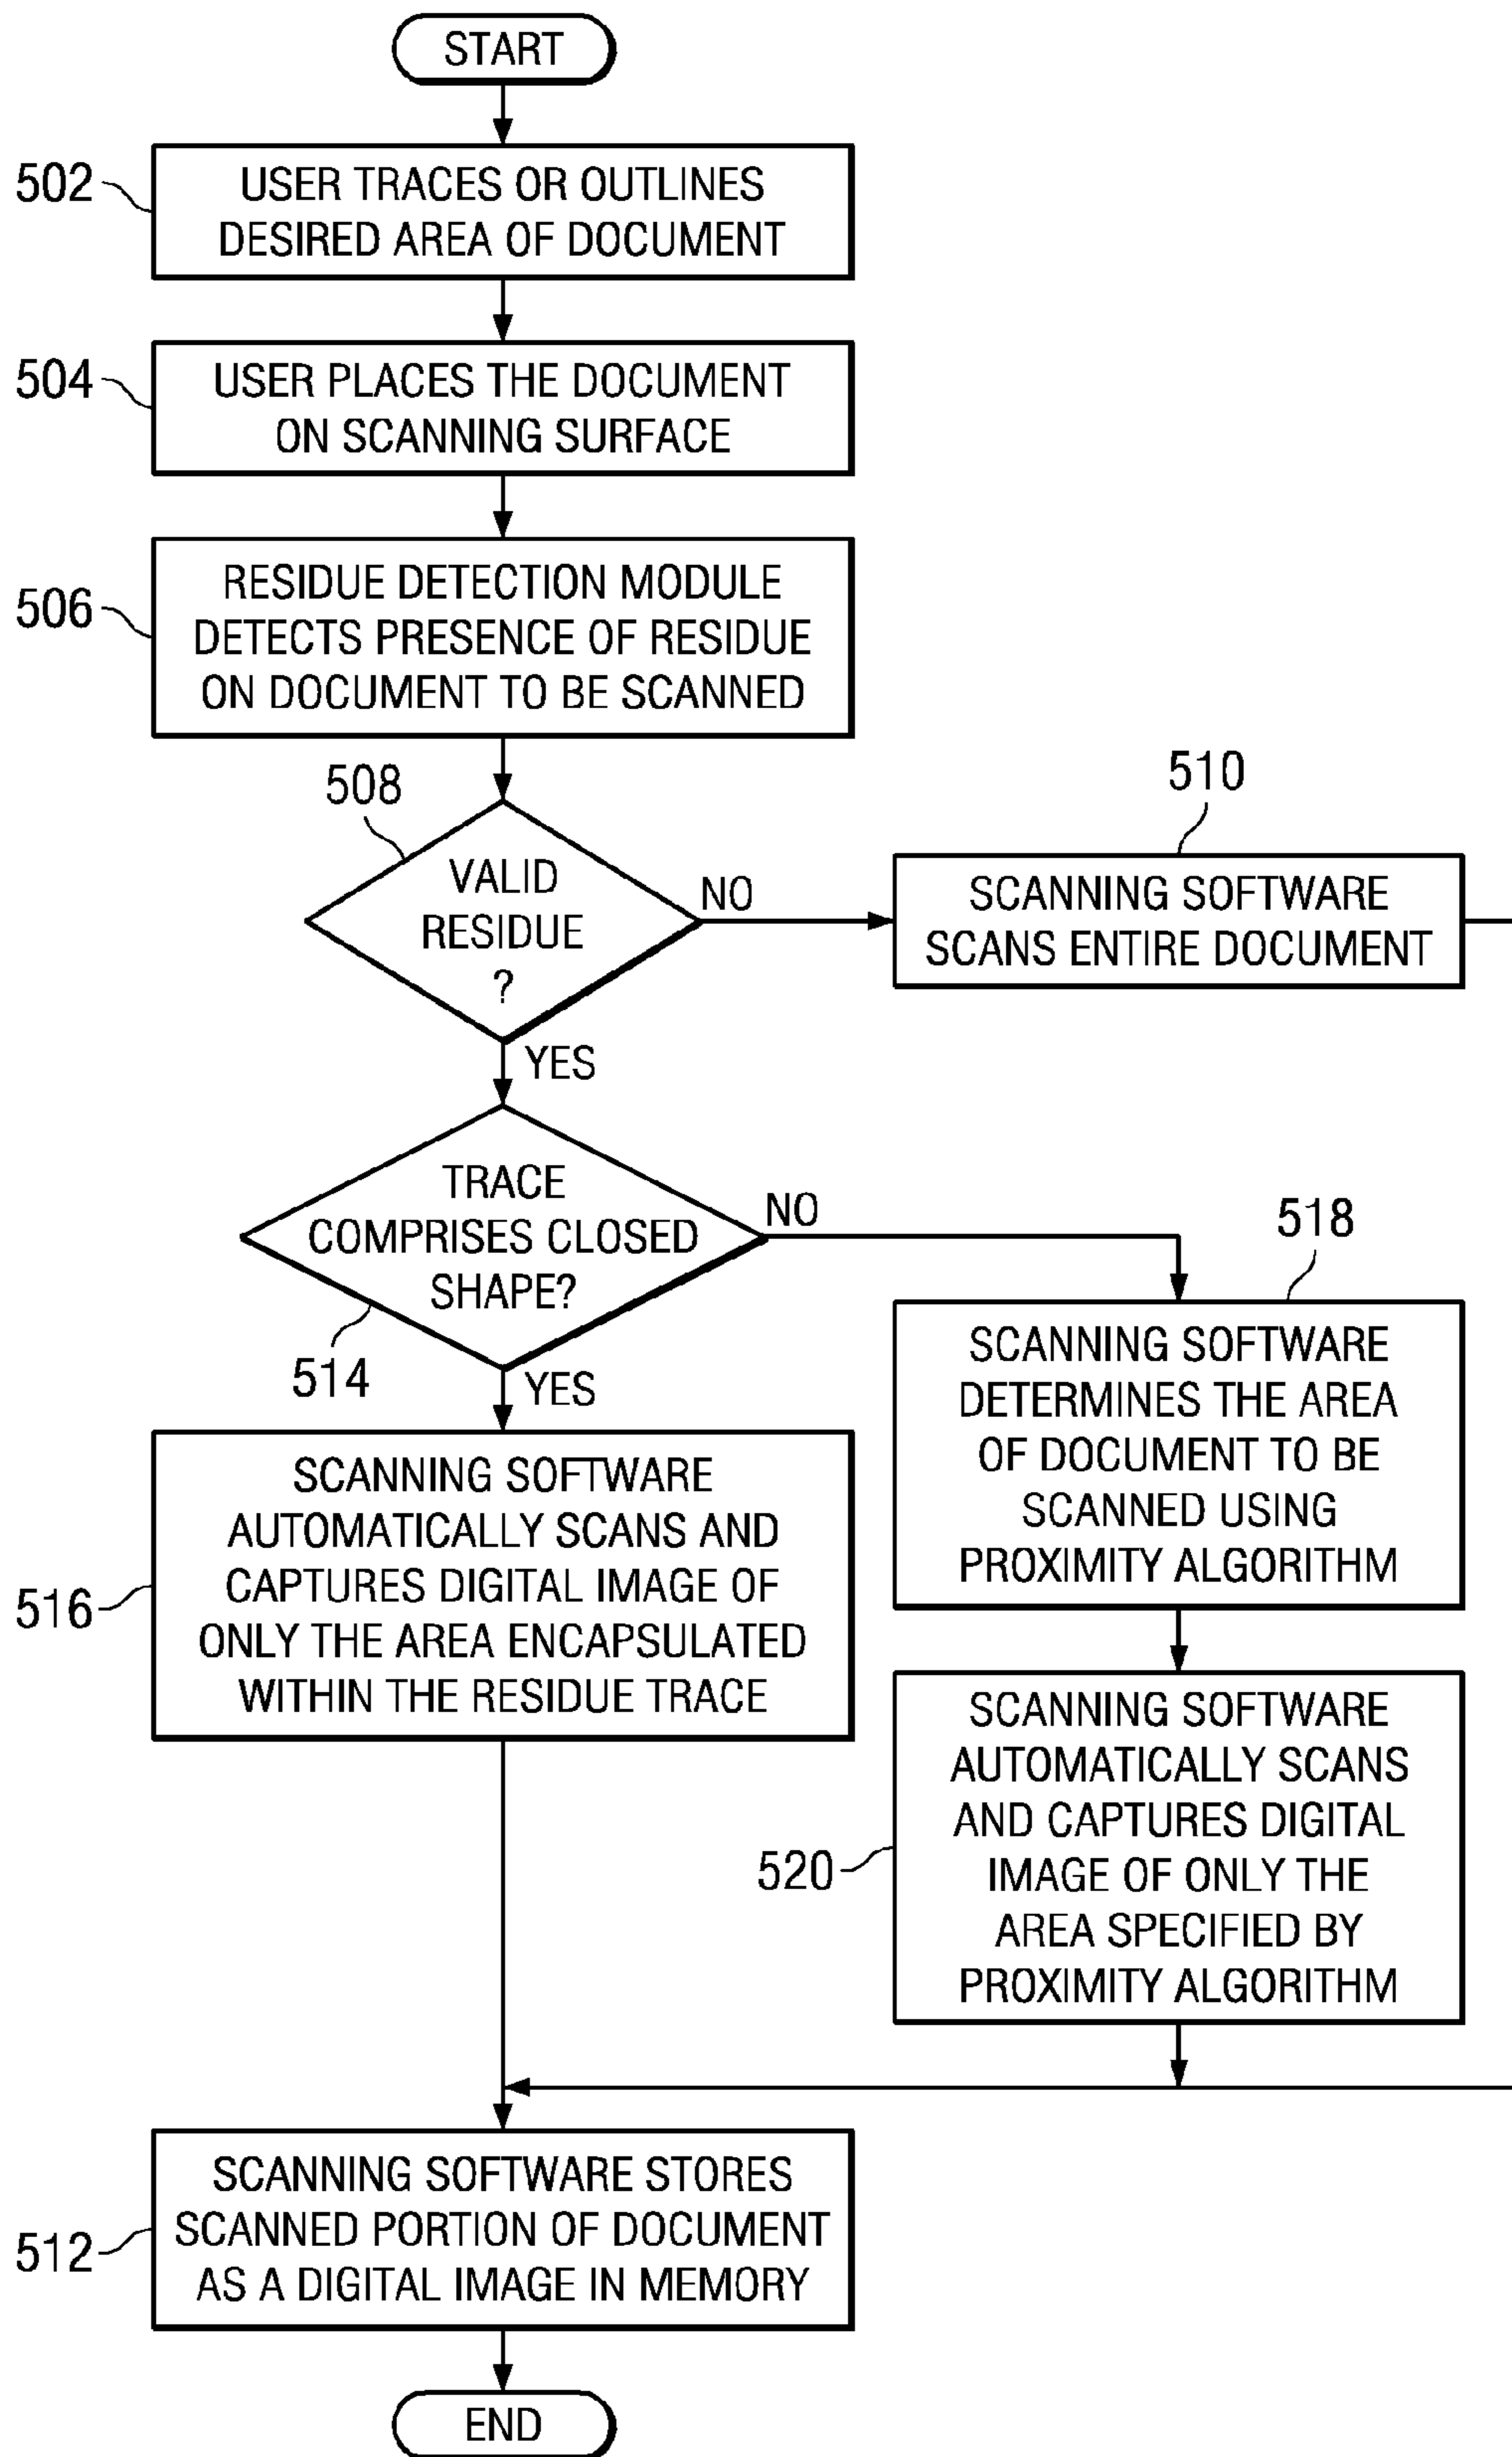 START
502
USER TRACES OR OUTLINES
DESIRED AREA OF DOCUMENT
504
USER PLACES THE DOCUMENT
ON SCANNING SURFACE
506
RESIDUE DETECTION MODULE
DETECTS PRESENCE OF RESIDUE
ON DOCUMENT TO BE SCANNED
508
VALID
RESIDUE
?
NO
510
SCANNING SOFTWARE
SCANS ENTIRE DOCUMENT
YES
TRACE
COMPRISES CLOSED
SHAPE?
514
NO
518
SCANNING SOFTWARE
DETERMINES THE AREA
OF DOCUMENT TO BE
SCANNED USING
PROXIMITY ALGORITHM
YES
516
SCANNING SOFTWARE
AUTOMATICALLY SCANS AND
CAPTURES DIGITAL IMAGE OF
ONLY THE AREA ENCAPSULATED
WITHIN THE RESIDUE TRACE
520
SCANNING SOFTWARE
AUTOMATICALLY SCANS
AND CAPTURES DIGITAL
IMAGE OF ONLY THE
AREA SPECIFIED BY
PROXIMITY ALGORITHM
512
SCANNING SOFTWARE STORES
SCANNED PORTION OF DOCUMENT
AS A DIGITAL IMAGE IN MEMORY
END